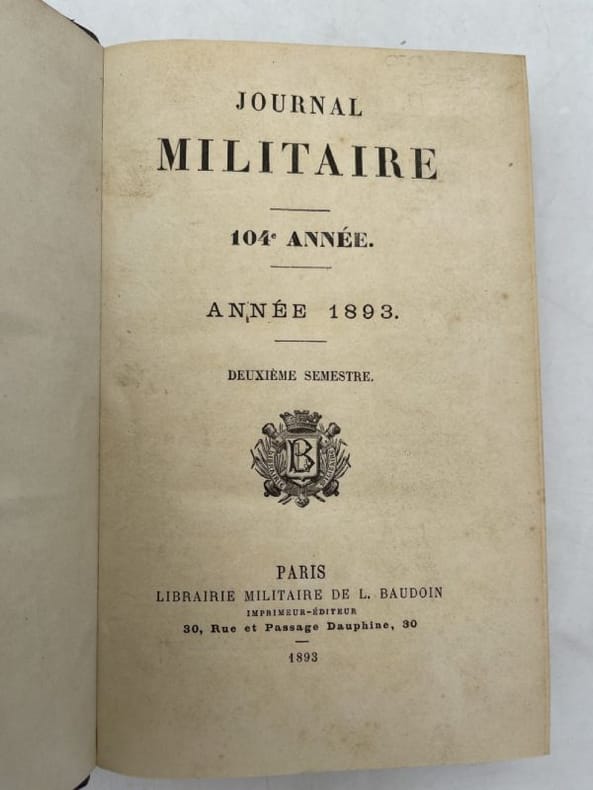 JOURNAL
MILITAIRE
104e ANNÉE.
ANNÉE 1893.
DEUXIÈME SEMESTRE.
LB
PARIS
LIBRAIRIE MILITAIRE DE L. BAUDOIN
IMPRIMEUR-ÉDITEUR
30, Rue et Passage Dauphine, 30
1893